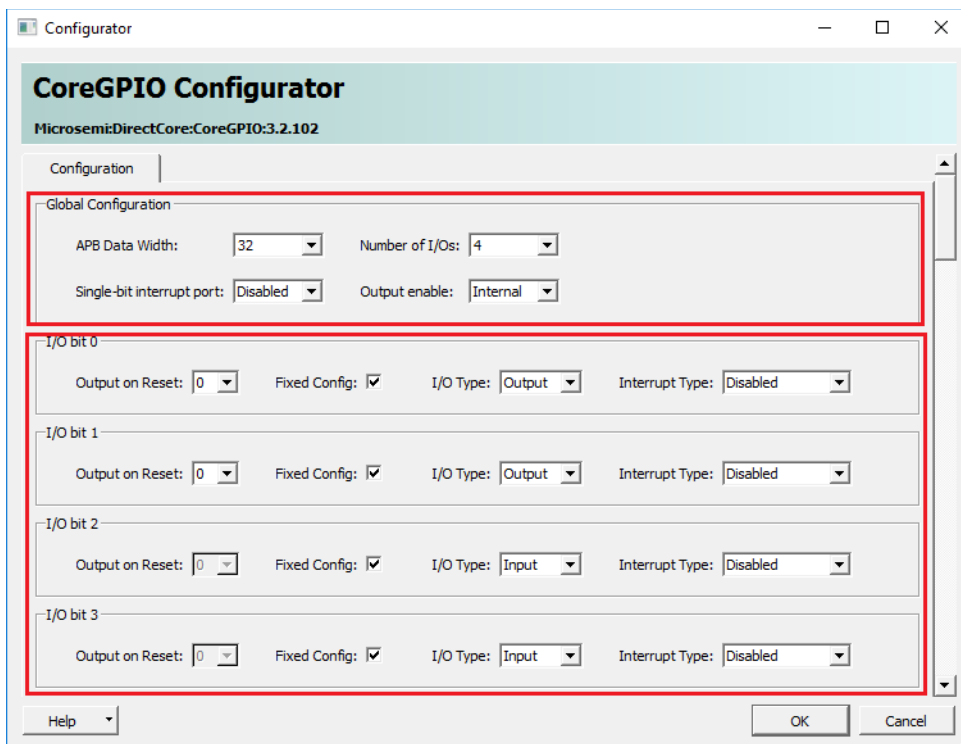 Configurator
CoreGPIO Configurator
Microsemi:DirectCore:CoreGPIO:3.2.102
Configuration
Global Configuration
APB Data Width: 32 Number of I/Os: 4
Single-bit interrupt port: Disabled Output enable: Internal
I/O bit 0
Output on Reset: 0 Fixed Config: I/O Type: Output Interrupt Type: Disabled
I/O bit 1
Output on Reset: 0 Fixed Config: I/O Type: Output Interrupt Type: Disabled
I/O bit 2
Output on Reset: 0 Fixed Config: I/O Type: Input Interrupt Type: Disabled
I/O bit 3
Output on Reset: 0 Fixed Config: I/O Type: Input Interrupt Type: Disabled
Help OK Cancel